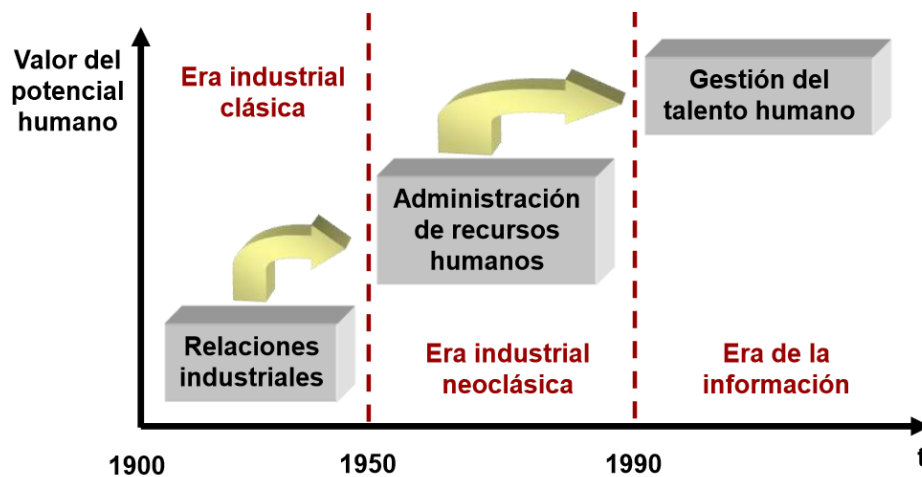 Valor del
potencial
humano
Era industrial
clásica
Gestión del
talento humano
Administración
de recursos
humanos
Relaciones
industriales
Era industrial
neoclásica
Era de la
información
1900
1950
1990
t